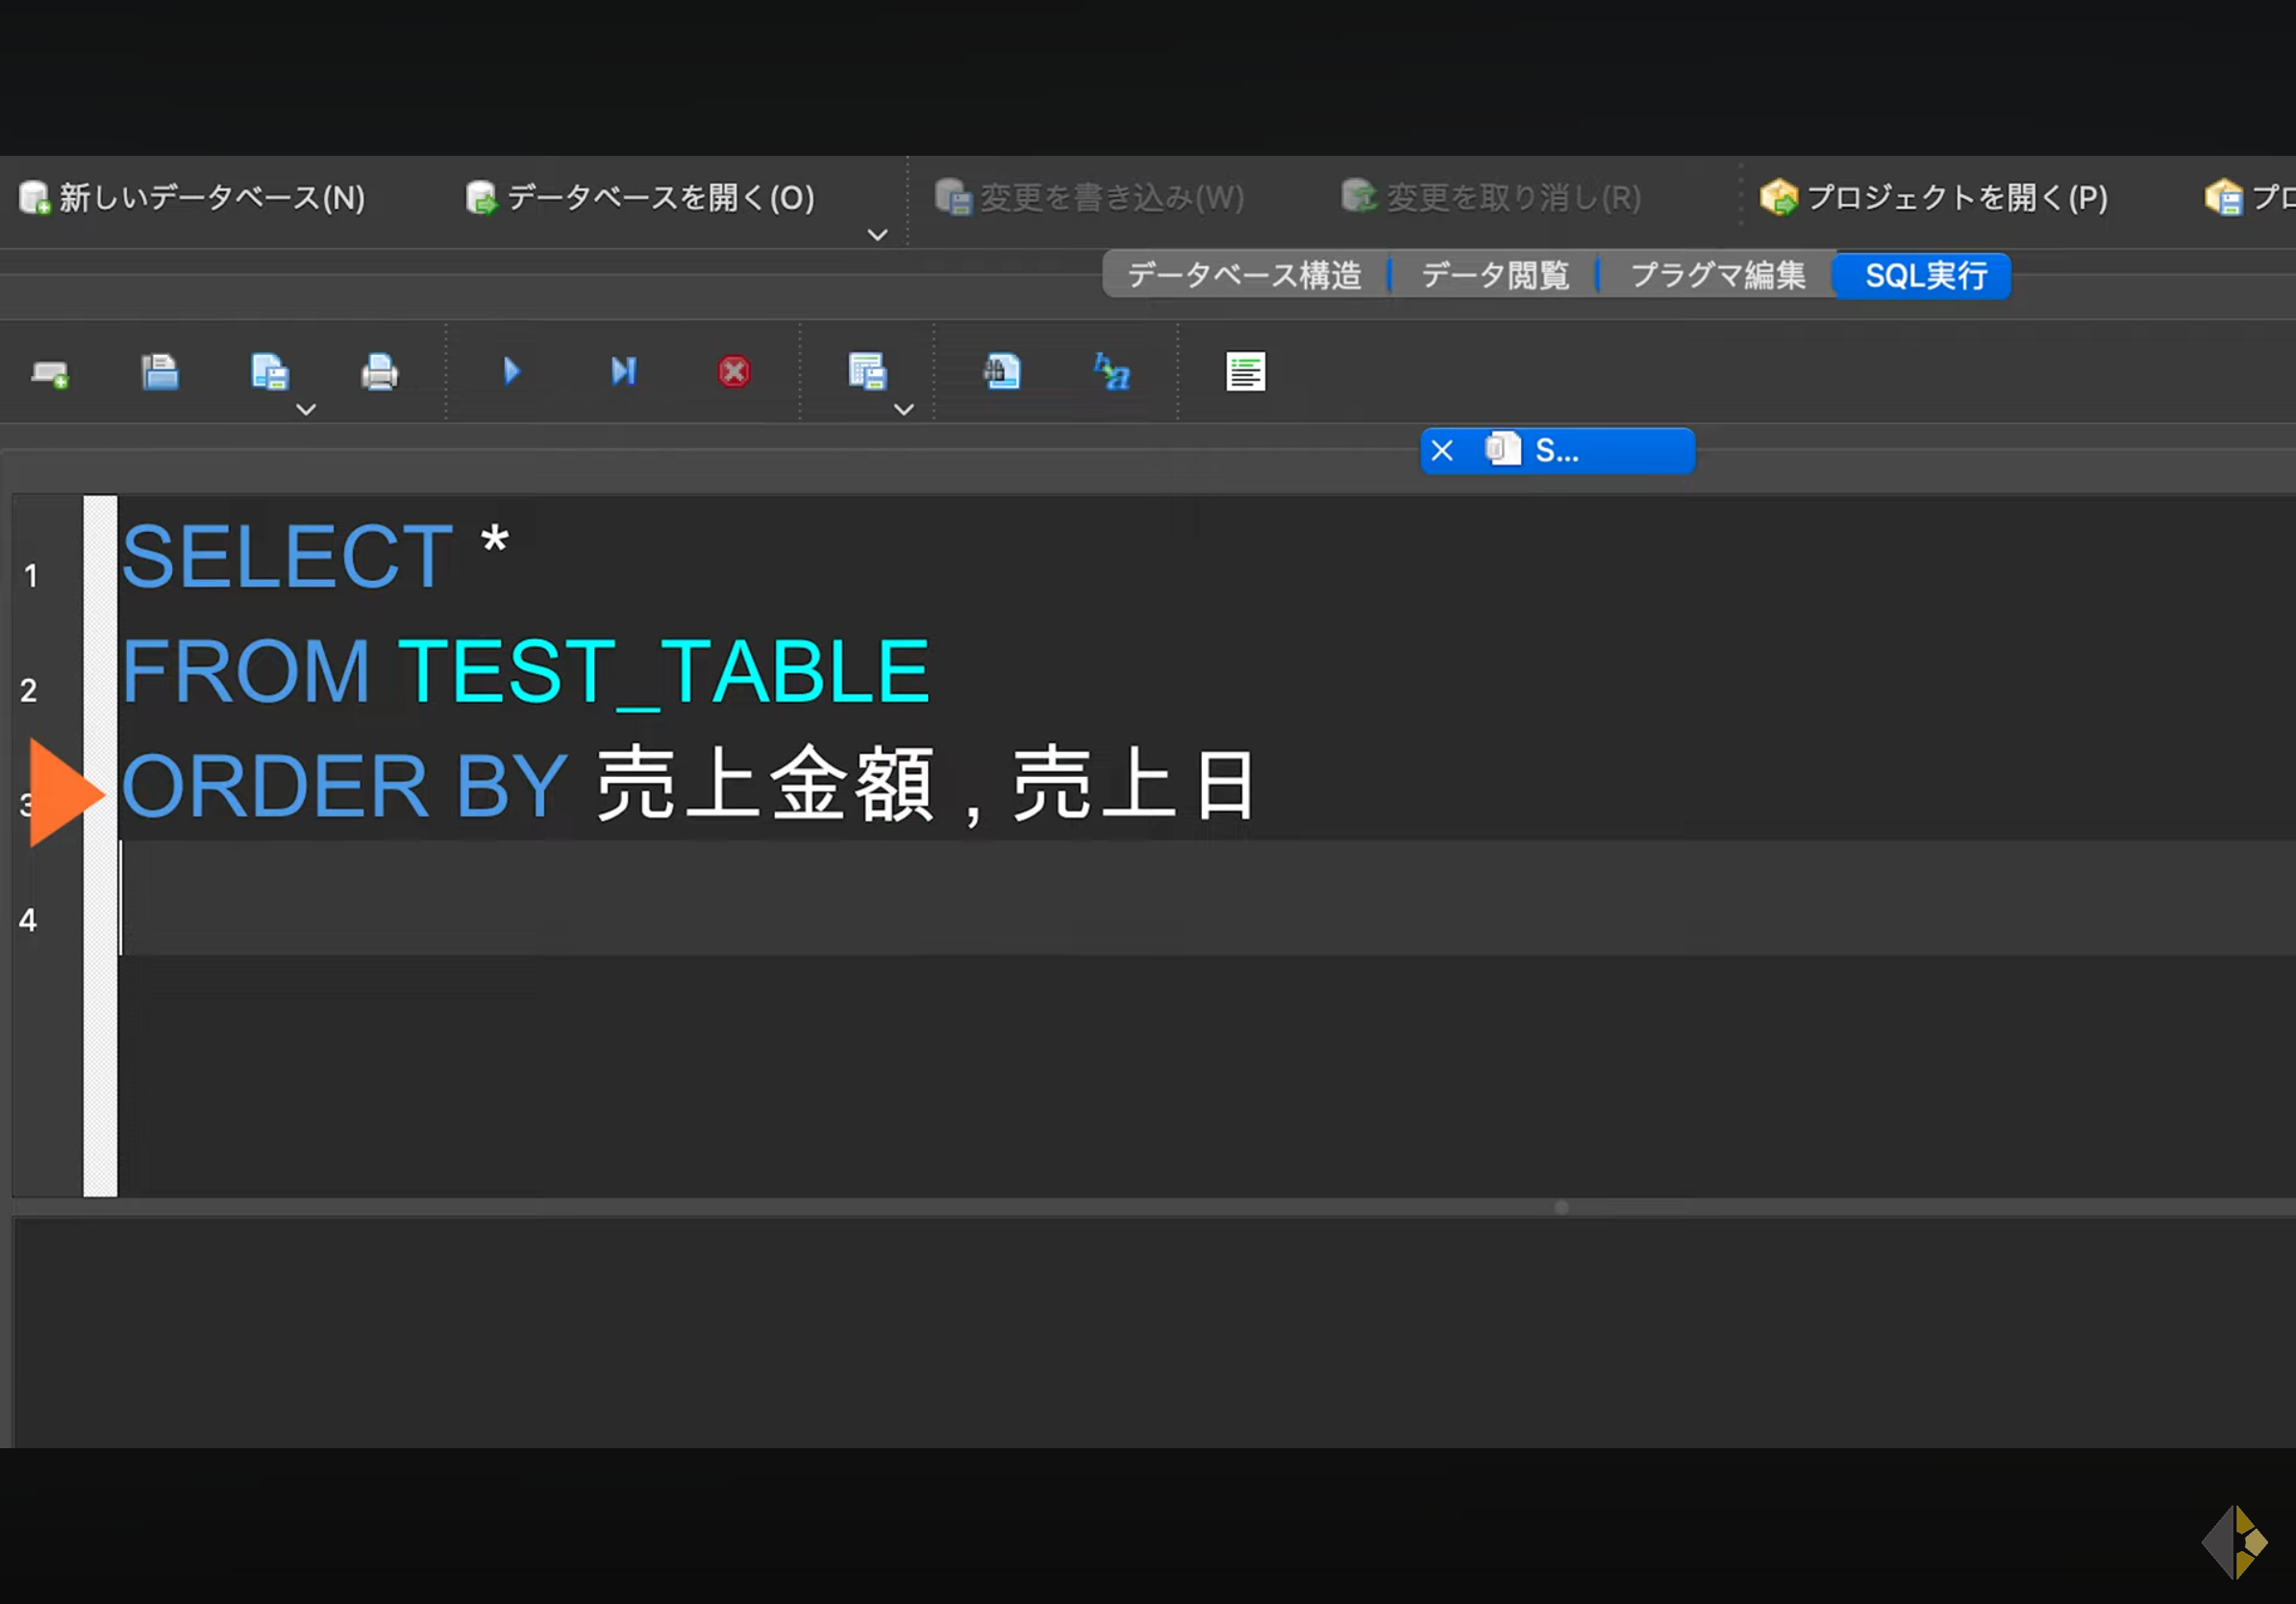 新しいデータベース(N) データベースを開く(O) 変更を書き込み(W) 変更を取り消し(R) プロジェクトを開く(P) プロ
データベース構造 データ閲覧 プラグマ編集 SQL実行
S...
1 SELECT *
2 FROM TEST_TABLE
3 ORDER BY 売上金額 , 売上日
4